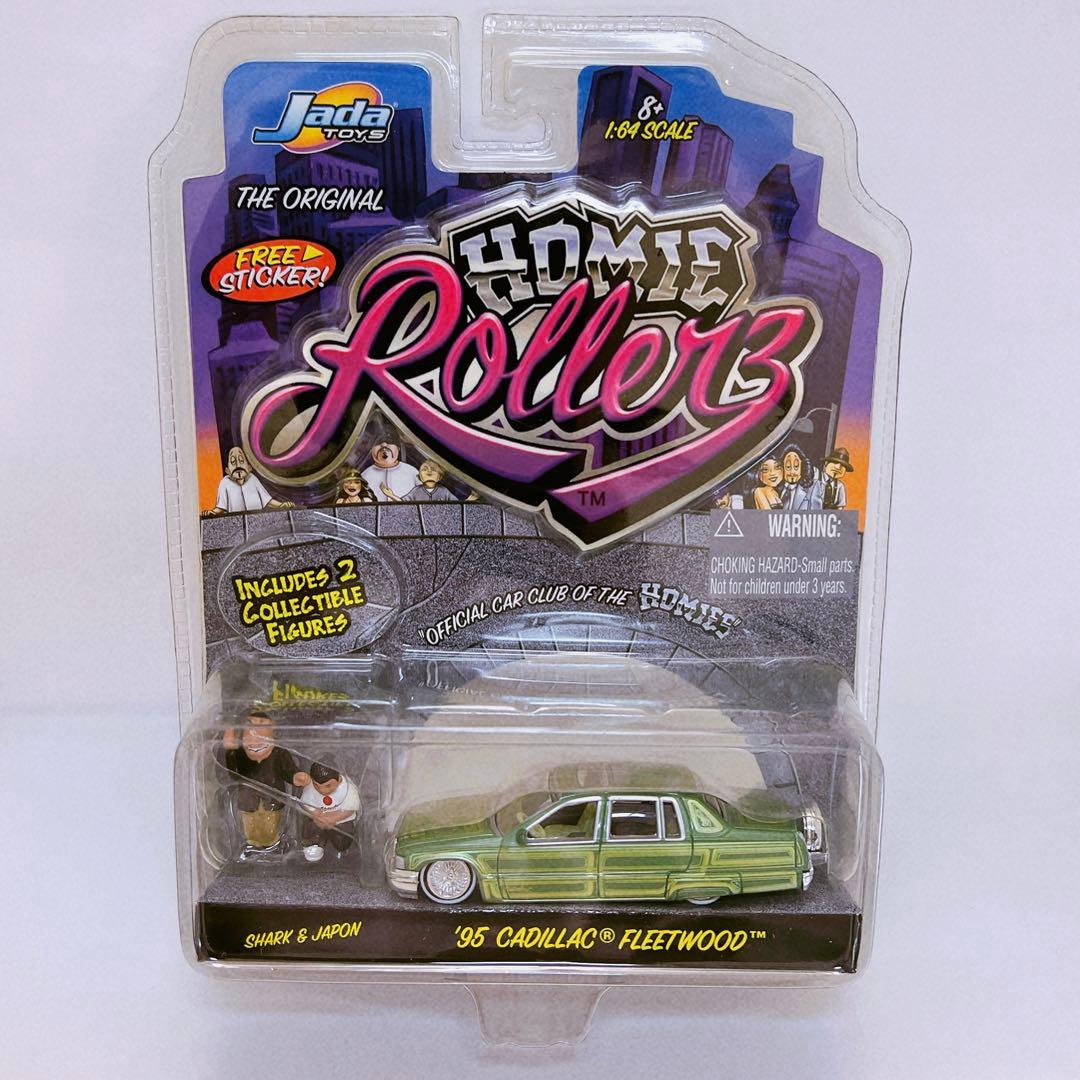 Jada®
TOYS
8+
1:64 SCALE
THE ORIGINAL
FREE
STICKER!
HOMIE
Rollerz
TM
WARNING:
CHOKING HAZARD-Small parts.
Not for children under 3 years.
INCLUDES 2
COLLECTIBLE
FIGURES
"OFFICIAL CAR CLUB OF THE HOMIES"
SHARK & JAPON
'95 CADILLAC® FLEETWOOD™